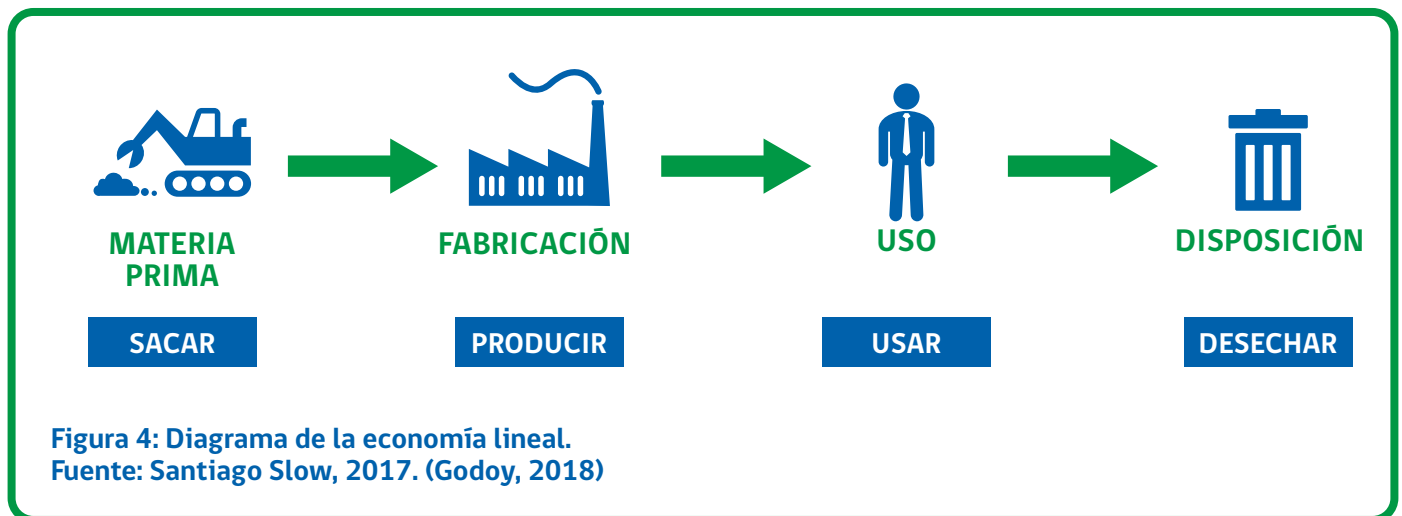 MATERIA
PRIMA
FABRICACIÓN
USO
DISPOSICIÓN
SACAR
PRODUCIR
USAR
DESECHAR
Figura 4: Diagrama de la economía lineal.
Fuente: Santiago Slow, 2017. (Godoy, 2018)